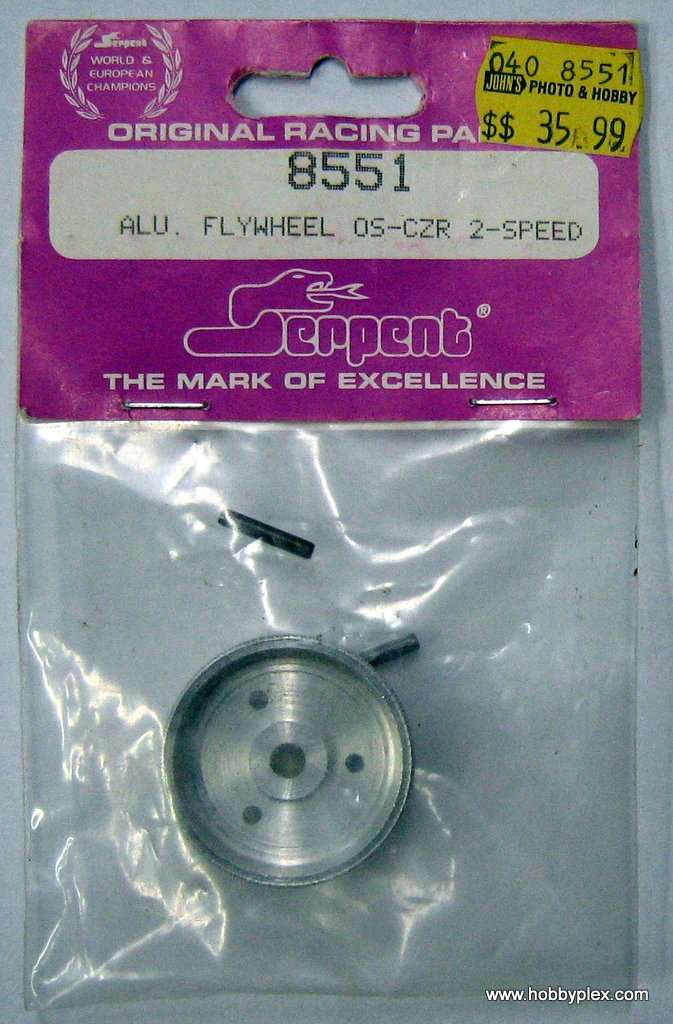 Serpent
WORLD &
EUROPEAN
CHAMPIONS
040 8551
JOHN'S PHOTO & HOBBY
$$ 35.99
ORIGINAL RACING PA
8551
ALU. FLYWHEEL OS-CZR 2-SPEED
Serpent®
THE MARK OF EXCELLENCE
www.hobbyplex.com